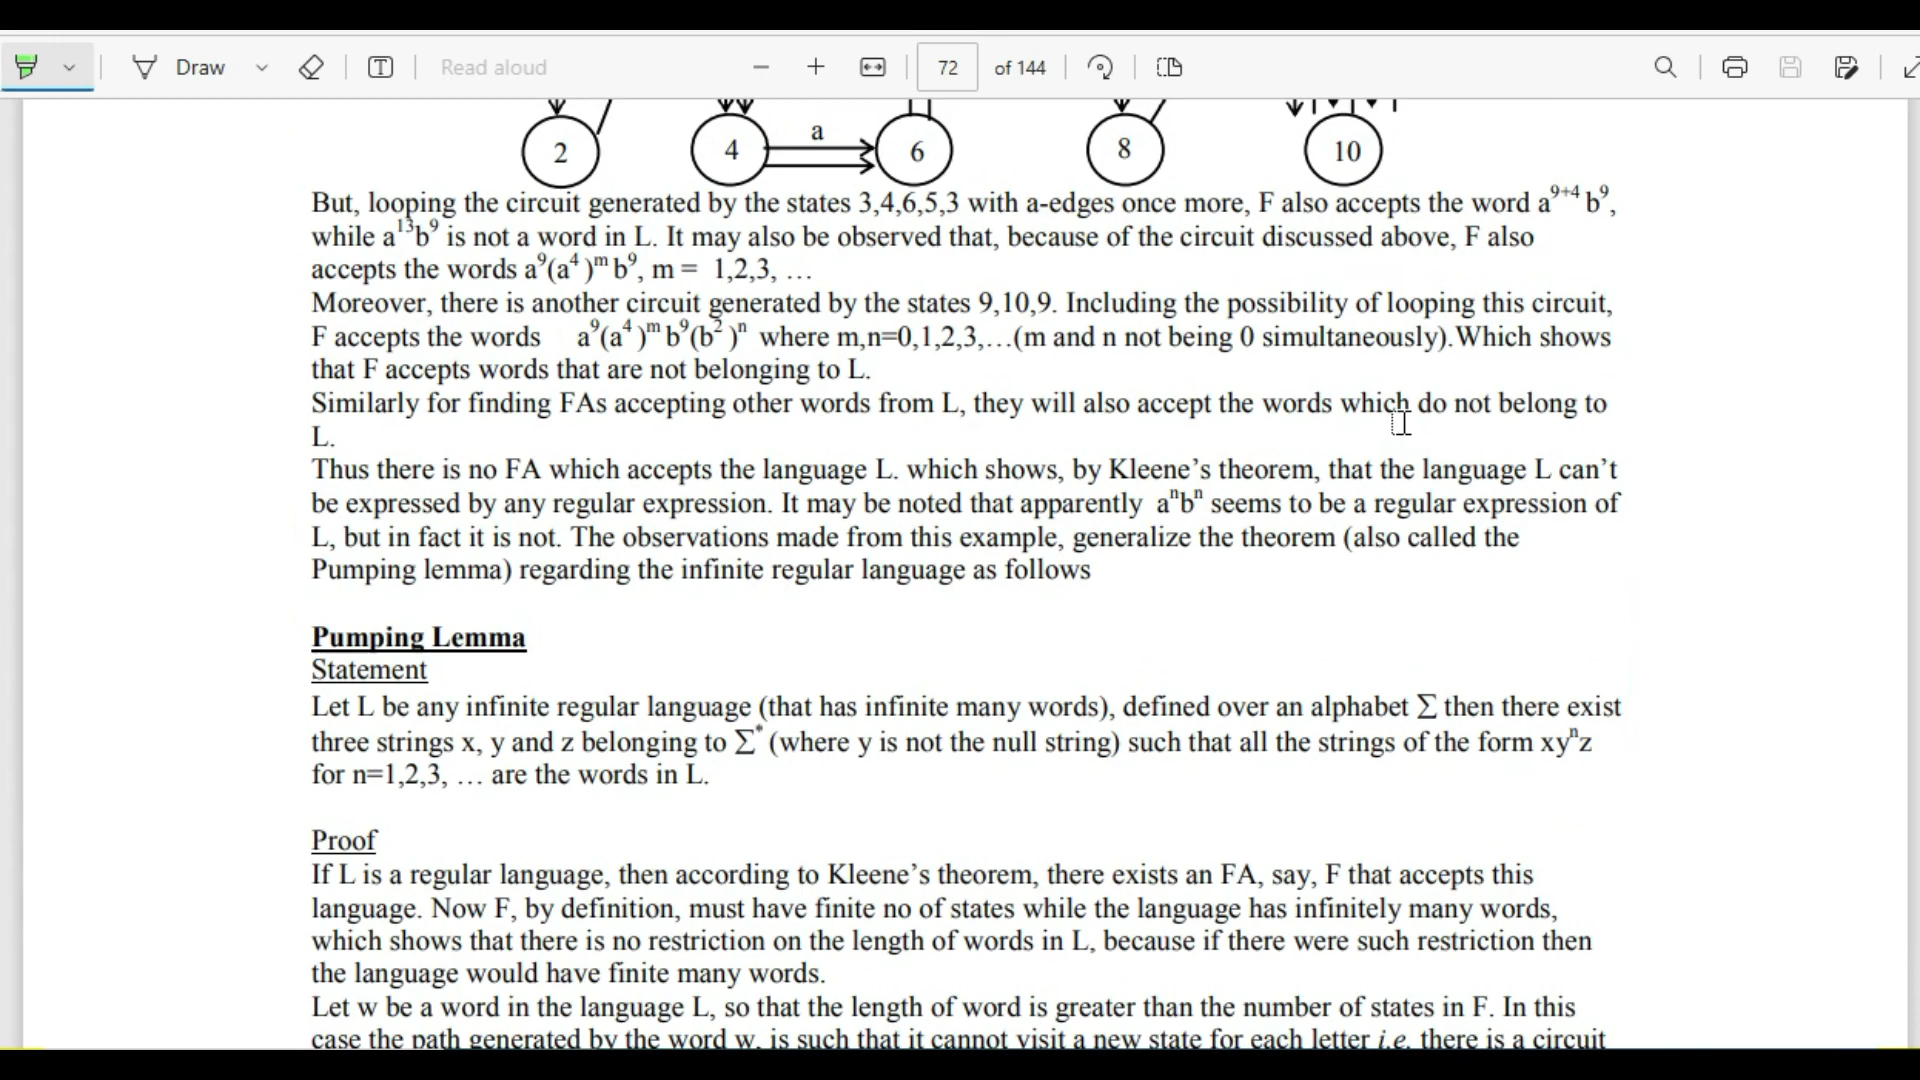 Draw
Read aloud
72 of 144
a
2 4 6 8 10
But, looping the circuit generated by the states 3,4,6,5,3 with a-edges once more, F also accepts the word a⁹⁺⁴ b⁹,
while a¹³b⁹ is not a word in L. It may also be observed that, because of the circuit discussed above, F also
accepts the words a⁹(a⁴ )ᵐ b⁹, m = 1,2,3, …
Moreover, there is another circuit generated by the states 9,10,9. Including the possibility of looping this circuit,
F accepts the words a⁹(a⁴ )ᵐ b⁹(b² )ⁿ where m,n=0,1,2,3,…(m and n not being 0 simultaneously).Which shows
that F accepts words that are not belonging to L.
Similarly for finding FAs accepting other words from L, they will also accept the words which do not belong to
L.
Thus there is no FA which accepts the language L. which shows, by Kleene’s theorem, that the language L can’t
be expressed by any regular expression. It may be noted that apparently aⁿbⁿ seems to be a regular expression of
L, but in fact it is not. The observations made from this example, generalize the theorem (also called the
Pumping lemma) regarding the infinite regular language as follows
Pumping Lemma
Statement
Let L be any infinite regular language (that has infinite many words), defined over an alphabet Σ then there exist
three strings x, y and z belonging to Σ* (where y is not the null string) such that all the strings of the form xyⁿz
for n=1,2,3, … are the words in L.
Proof
If L is a regular language, then according to Kleene’s theorem, there exists an FA, say, F that accepts this
language. Now F, by definition, must have finite no of states while the language has infinitely many words,
which shows that there is no restriction on the length of words in L, because if there were such restriction then
the language would have finite many words.
Let w be a word in the language L, so that the length of word is greater than the number of states in F. In this
case the path generated by the word w, is such that it cannot visit a new state for each letter i.e. there is a circuit